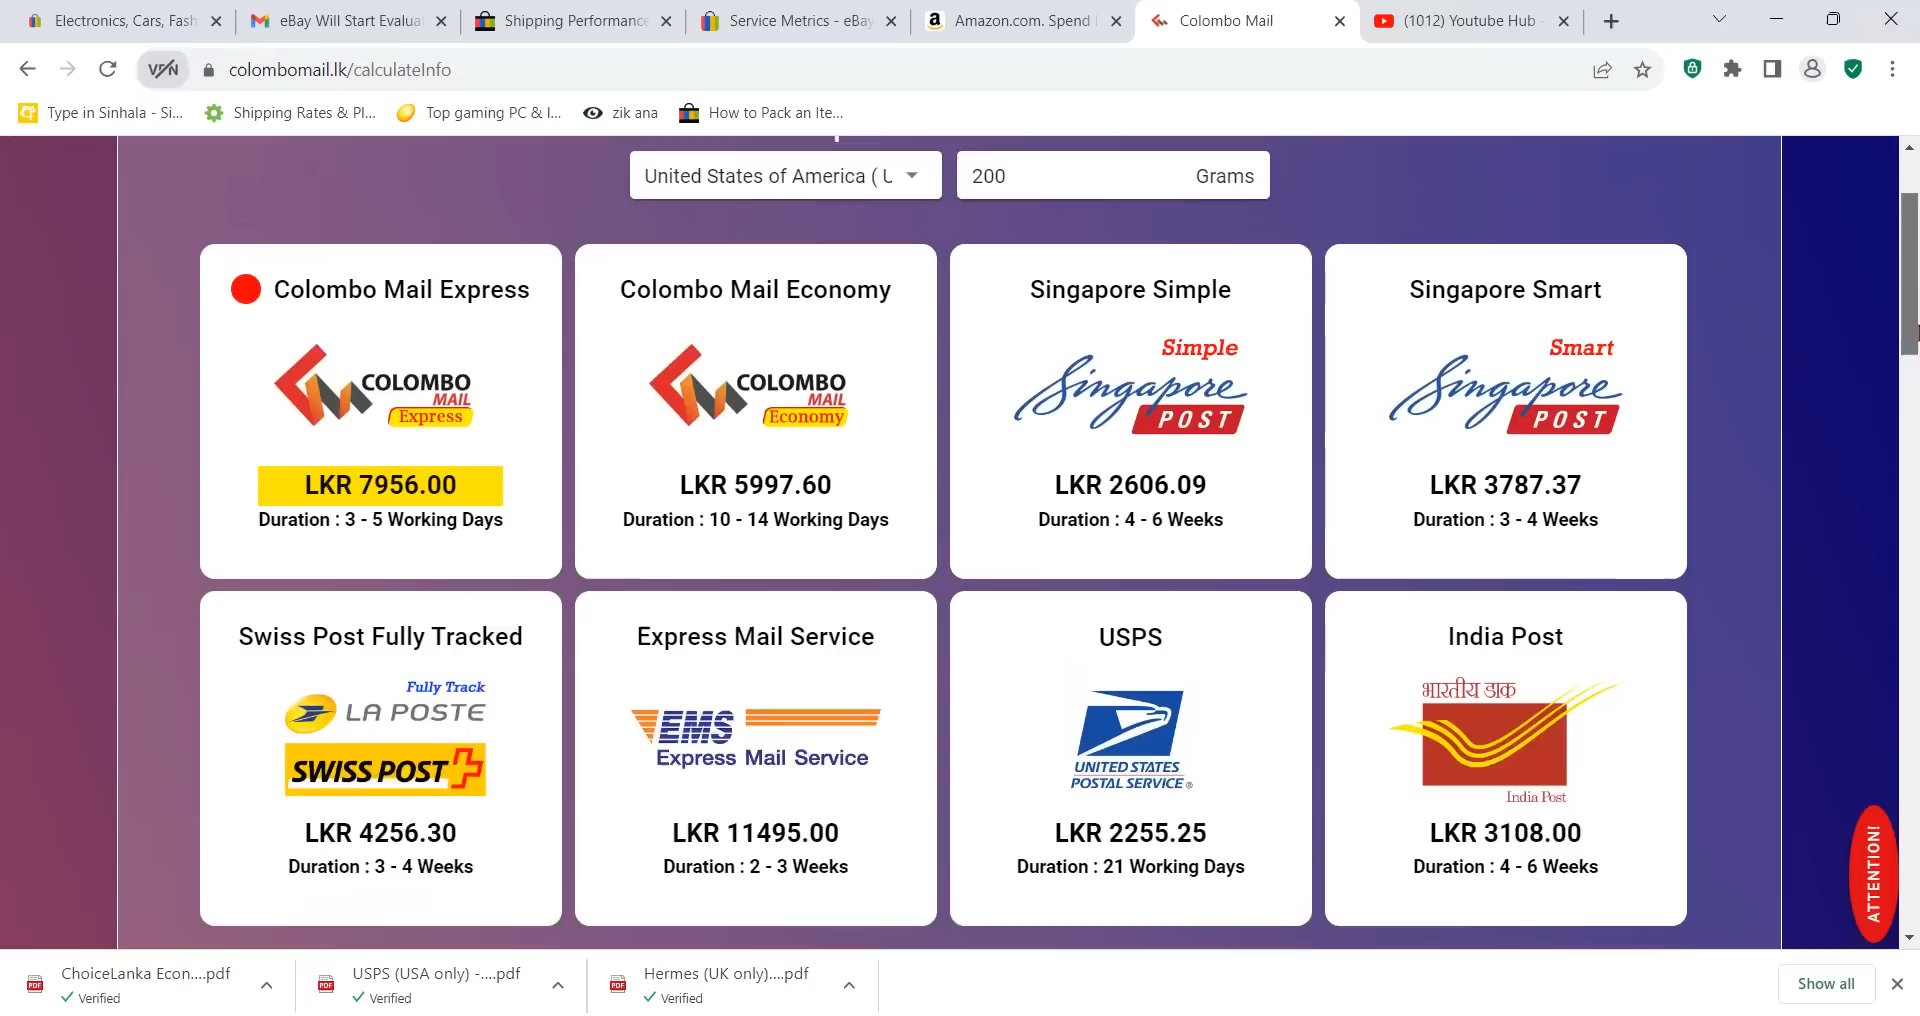 Electronics, Cars, Fash
eBay Will Start Evalua
Shipping Performance
Service Metrics - eBay
Amazon.com. Spend
Colombo Mail
(1012) Youtube Hub -
VPN
colombomail.lk/calculateInfo
Type in Sinhala - Si...
Shipping Rates & Pl...
Top gaming PC & I...
zik ana
How to Pack an Ite...
United States of America ( U
200 Grams
Colombo Mail Express
COLOMBO
MAIL
Express
LKR 7956.00
Duration : 3 - 5 Working Days
Colombo Mail Economy
COLOMBO
MAIL
Economy
LKR 5997.60
Duration : 10 - 14 Working Days
Singapore Simple
Simple
Singapore
POST
LKR 2606.09
Duration : 4 - 6 Weeks
Singapore Smart
Smart
Singapore
POST
LKR 3787.37
Duration : 3 - 4 Weeks
Swiss Post Fully Tracked
Fully Track
LA POSTE
SWISS POST
LKR 4256.30
Duration : 3 - 4 Weeks
Express Mail Service
EMS
Express Mail Service
LKR 11495.00
Duration : 2 - 3 Weeks
USPS
UNITED STATES
POSTAL SERVICE®
LKR 2255.25
Duration : 21 Working Days
India Post
भारतीय डाक
India Post
LKR 3108.00
Duration : 4 - 6 Weeks
ATTENTION!
PDF
ChoiceLanka Econ....pdf
Verified
PDF
USPS (USA only) -....pdf
Verified
PDF
Hermes (UK only)....pdf
Verified
Show all